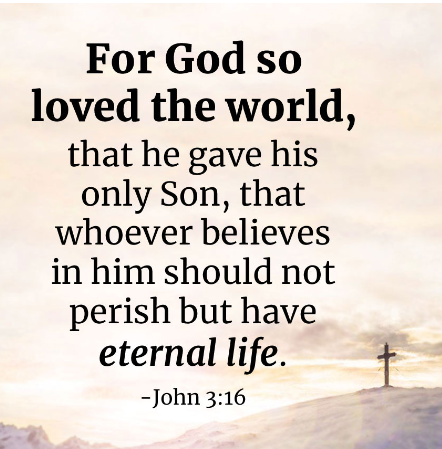 For God so
loved the world,
that he gave his
only Son, that
whoever believes
in him should not
perish but have
eternal life.
-John 3:16